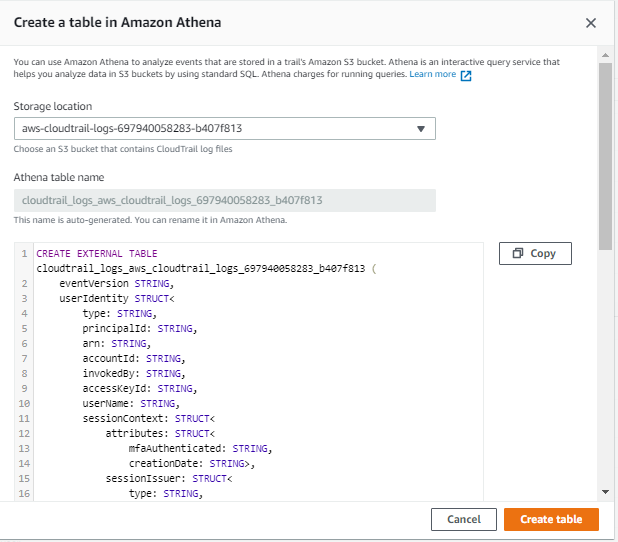 Create a table in Amazon Athena
You can use Amazon Athena to analyze events that are stored in a trail's Amazon S3 bucket. Athena is an interactive query service that
helps you analyze data in S3 buckets by using standard SQL. Athena charges for running queries. Learn more
Storage location
aws-cloudtrail-logs-697940058283-b407f813
Choose an S3 bucket that contains CloudTrail log files
Athena table name
cloudtrail_logs_aws_cloudtrail_logs_697940058283_b407f813
This name is auto-generated. You can rename it in Amazon Athena.
Copy
1 CREATE EXTERNAL TABLE
cloudtrail_logs_aws_cloudtrail_logs_697940058283_b407f813 (
2 eventVersion STRING,
3 userIdentity STRUCT<
4 type: STRING,
5 principalId: STRING,
6 arn: STRING,
7 accountId: STRING,
8 invokedBy: STRING,
9 accessKeyId: STRING,
10 userName: STRING,
11 sessionContext: STRUCT<
12 attributes: STRUCT<
13 mfaAuthenticated: STRING,
14 creationDate: STRING>,
15 sessionIssuer: STRUCT<
16 type: STRING,
Cancel
Create table